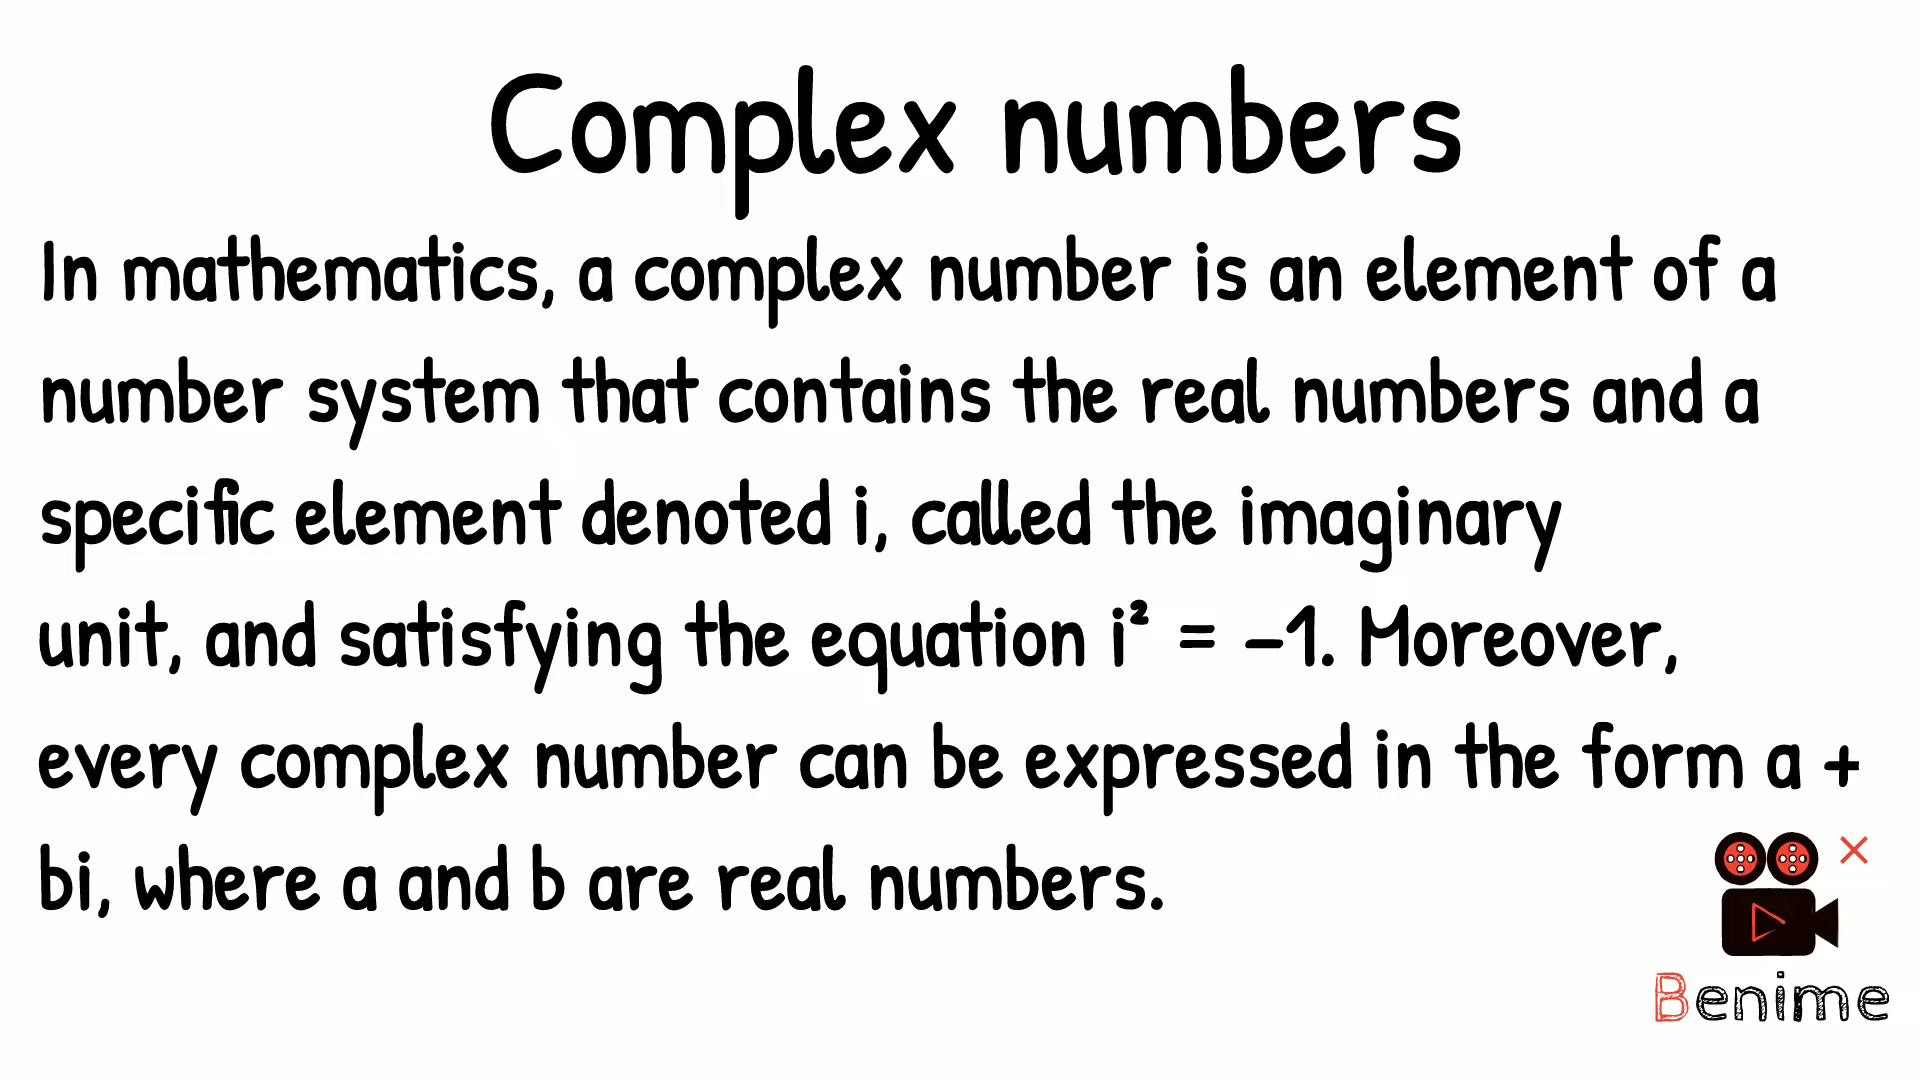 Complex numbers
In mathematics, a complex number is an element of a
number system that contains the real numbers and a
specific element denoted i, called the imaginary
unit, and satisfying the equation i² = −1. Moreover,
every complex number can be expressed in the form a +
bi, where a and b are real numbers.
Benime